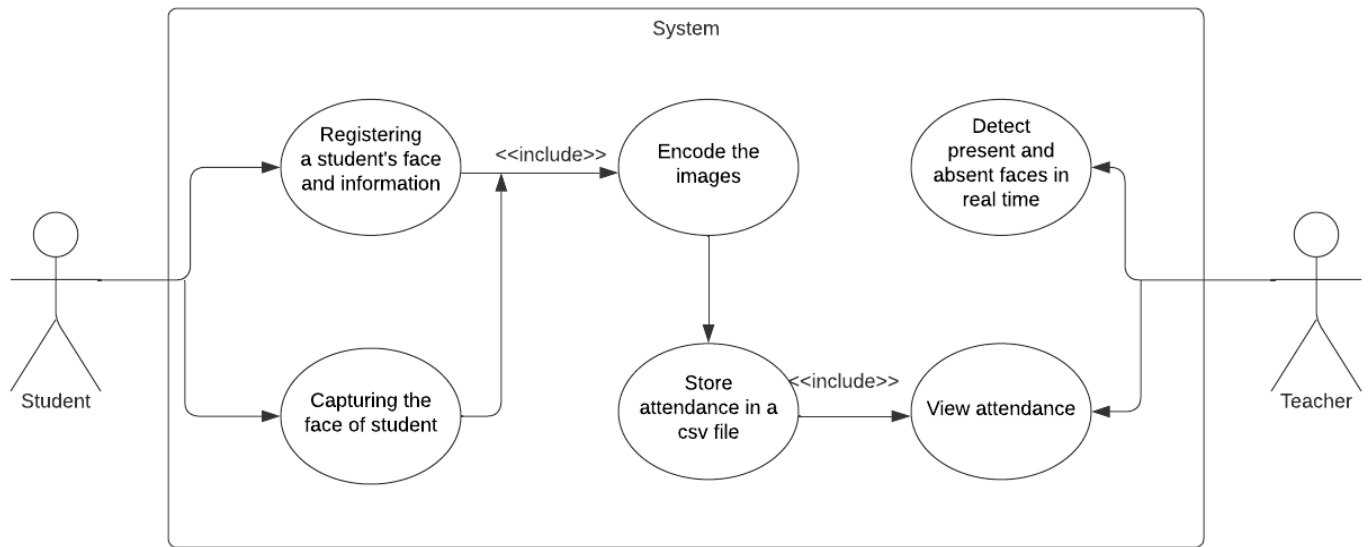 System
Registering
a student's face
and information
<<include>>
Encode the
images
Detect
present and
absent faces in
real time
Student
Capturing the
face of student
Store
attendance in a
csv file
<<include>>
View attendance
Teacher